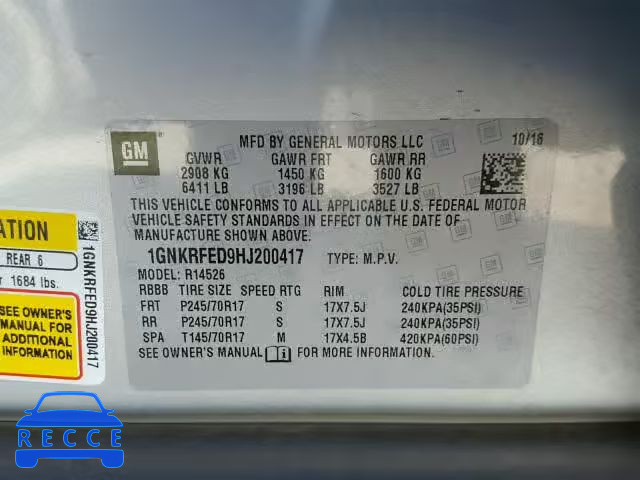 GM
MFD BY GENERAL MOTORS LLC 10/16
GVWR GAWR FRT GAWR RR
2908 KG 1450 KG 1600 KG
6411 LB 3196 LB 3527 LB
THIS VEHICLE CONFORMS TO ALL APPLICABLE U.S. FEDERAL MOTOR
VEHICLE SAFETY STANDARDS IN EFFECT ON THE DATE OF
MANUFACTURE SHOWN ABOVE.
1GNKRFED9HJ200417 TYPE: M.P.V.
MODEL: R14526
RBBB TIRE SIZE SPEED RTG RIM COLD TIRE PRESSURE
FRT P245/70R17 S 17X7.5J 240KPA(35PSI)
RR P245/70R17 S 17X7.5J 240KPA(35PSI)
SPA T145/70R17 M 17X4.5B 420KPA(60PSI)
SEE OWNER'S MANUAL FOR MORE INFORMATION.
ATION
REAR 6
1684 lbs.
SEE OWNER'S
MANUAL FOR
ADDITIONAL
INFORMATION
1GNKRFED9HJ200417
RECCE